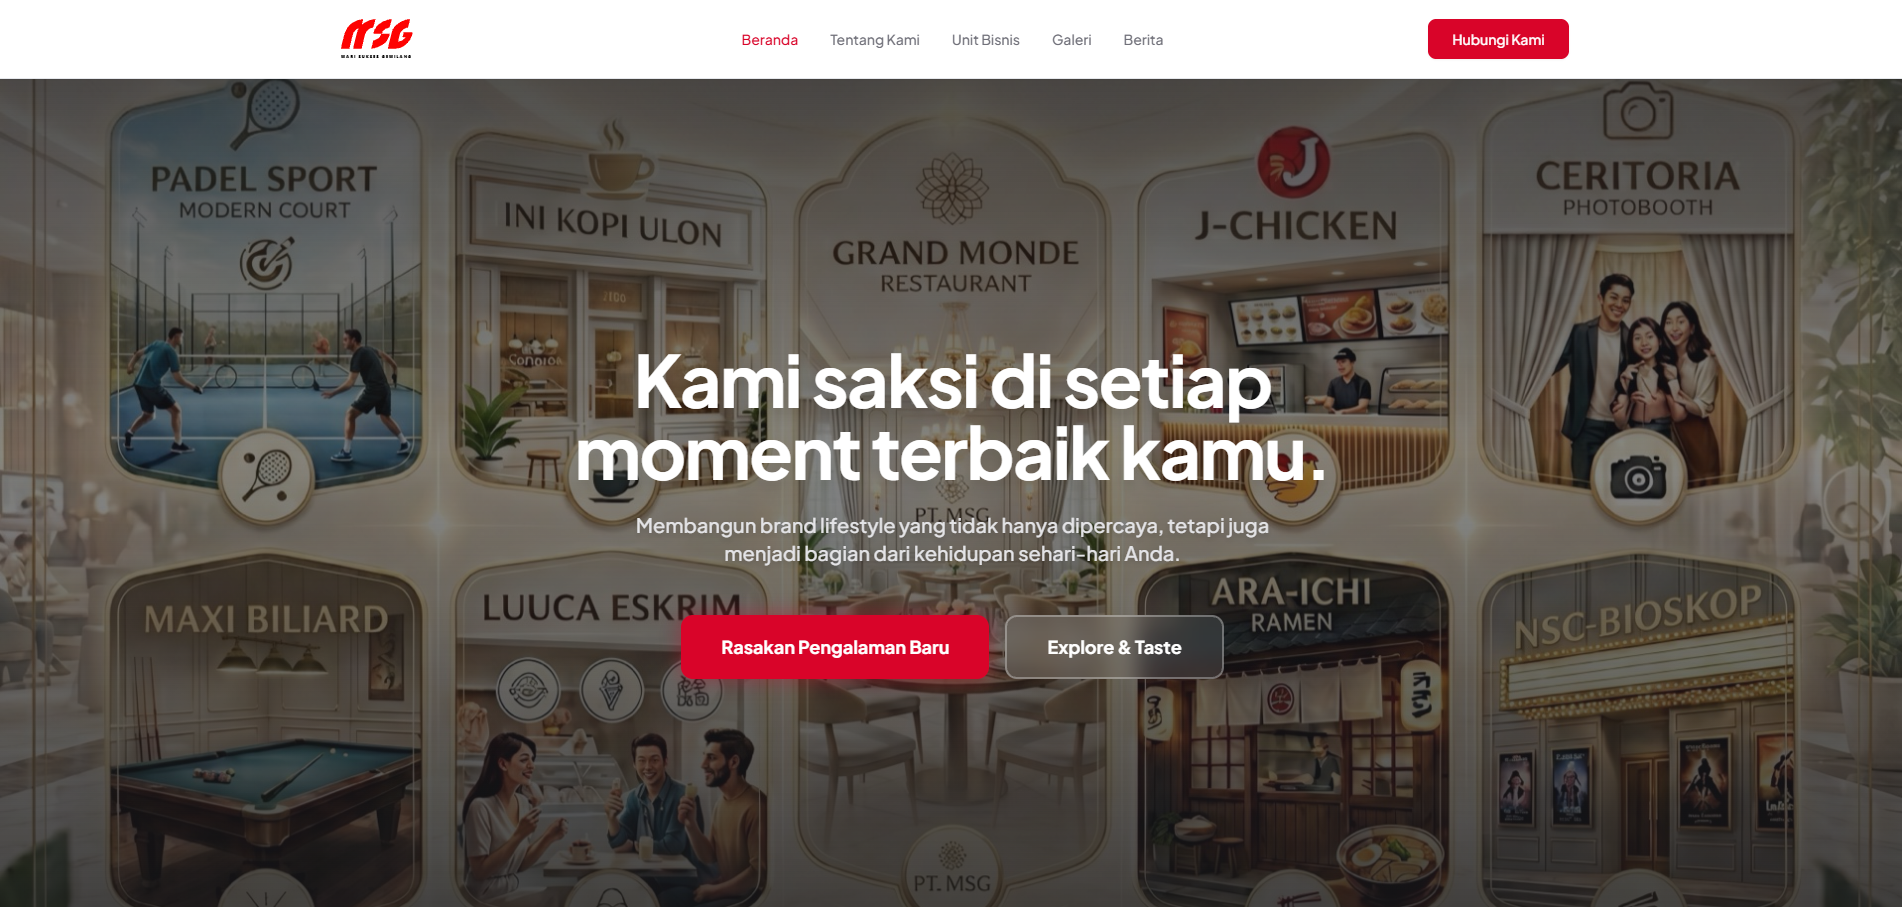 MSG
Beranda
Tentang Kami
Unit Bisnis
Galeri
Berita
Hubungi Kami
PADEL SPORT
MODERN COURT
INI KOPI ULON
GRAND MONDE
RESTAURANT
J-CHICKEN
CERITORIA
PHOTOBOOTH
Kami saksi di setiap
moment terbaik kamu.
PT. MSG
Membangun brand lifestyle yang tidak hanya dipercaya, tetapi juga
menjadi bagian dari kehidupan sehari-hari Anda.
MAXI BILIARD
LUUCA ESKRIM
ARA-ICHI
RAMEN
NSC-BIOSKOP
Rasakan Pengalaman Baru
Explore & Taste
PT. MSG